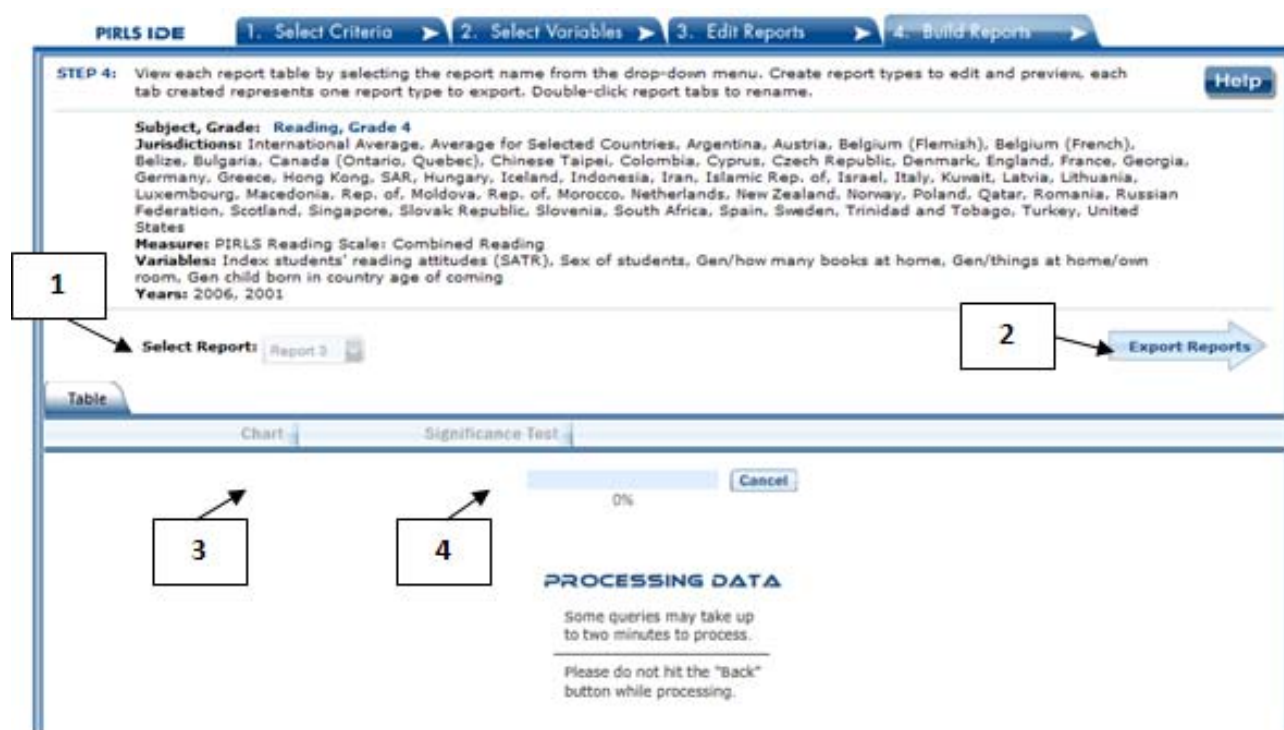 PIRLS IDE 1. Select Criteria 2. Select Variables 3. Edit Reports 4. Build Reports
STEP 4: View each report table by selecting the report name from the drop-down menu. Create report types to edit and preview, each
tab created represents one report type to export. Double-click report tabs to rename.
Help
Subject, Grade: Reading, Grade 4
Jurisdictions: International Average, Average for Selected Countries, Argentina, Austria, Belgium (Flemish), Belgium (French),
Belize, Bulgaria, Canada (Ontario, Quebec), Chinese Taipei, Colombia, Cyprus, Czech Republic, Denmark, England, France, Georgia,
Germany, Greece, Hong Kong, SAR, Hungary, Iceland, Indonesia, Iran, Islamic Rep. of, Israel, Italy, Kuwait, Latvia, Lithuania,
Luxembourg, Macedonia, Rep. of, Moldova, Rep. of, Morocco, Netherlands, New Zealand, Norway, Poland, Qatar, Romania, Russian
Federation, Scotland, Singapore, Slovak Republic, Slovenia, South Africa, Spain, Sweden, Trinidad and Tobago, Turkey, United
States
Measure: PIRLS Reading Scale: Combined Reading
Variables: Index students' reading attitudes (SATR), Sex of students, Gen/how many books at home, Gen/things at home/own
room, Gen child born in country age of coming
Years: 2006, 2001
1
2
Select Report: Report 3
Export Reports
Table
Chart Significance Test
Cancel
0%
3
4
PROCESSING DATA
Some queries may take up
to two minutes to process.
Please do not hit the "Back"
button while processing.